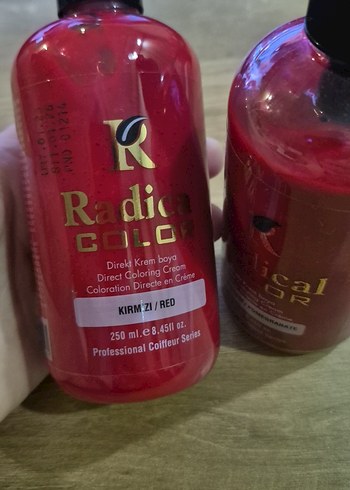 R
Radica
COLOR
Direkt Krem boya
Direct Coloring Cream
Coloration Directe en Crème
KIRMIZI / RED
250 ml. e 8.45fl oz.
Professional Coiffeur Series
dical
OR